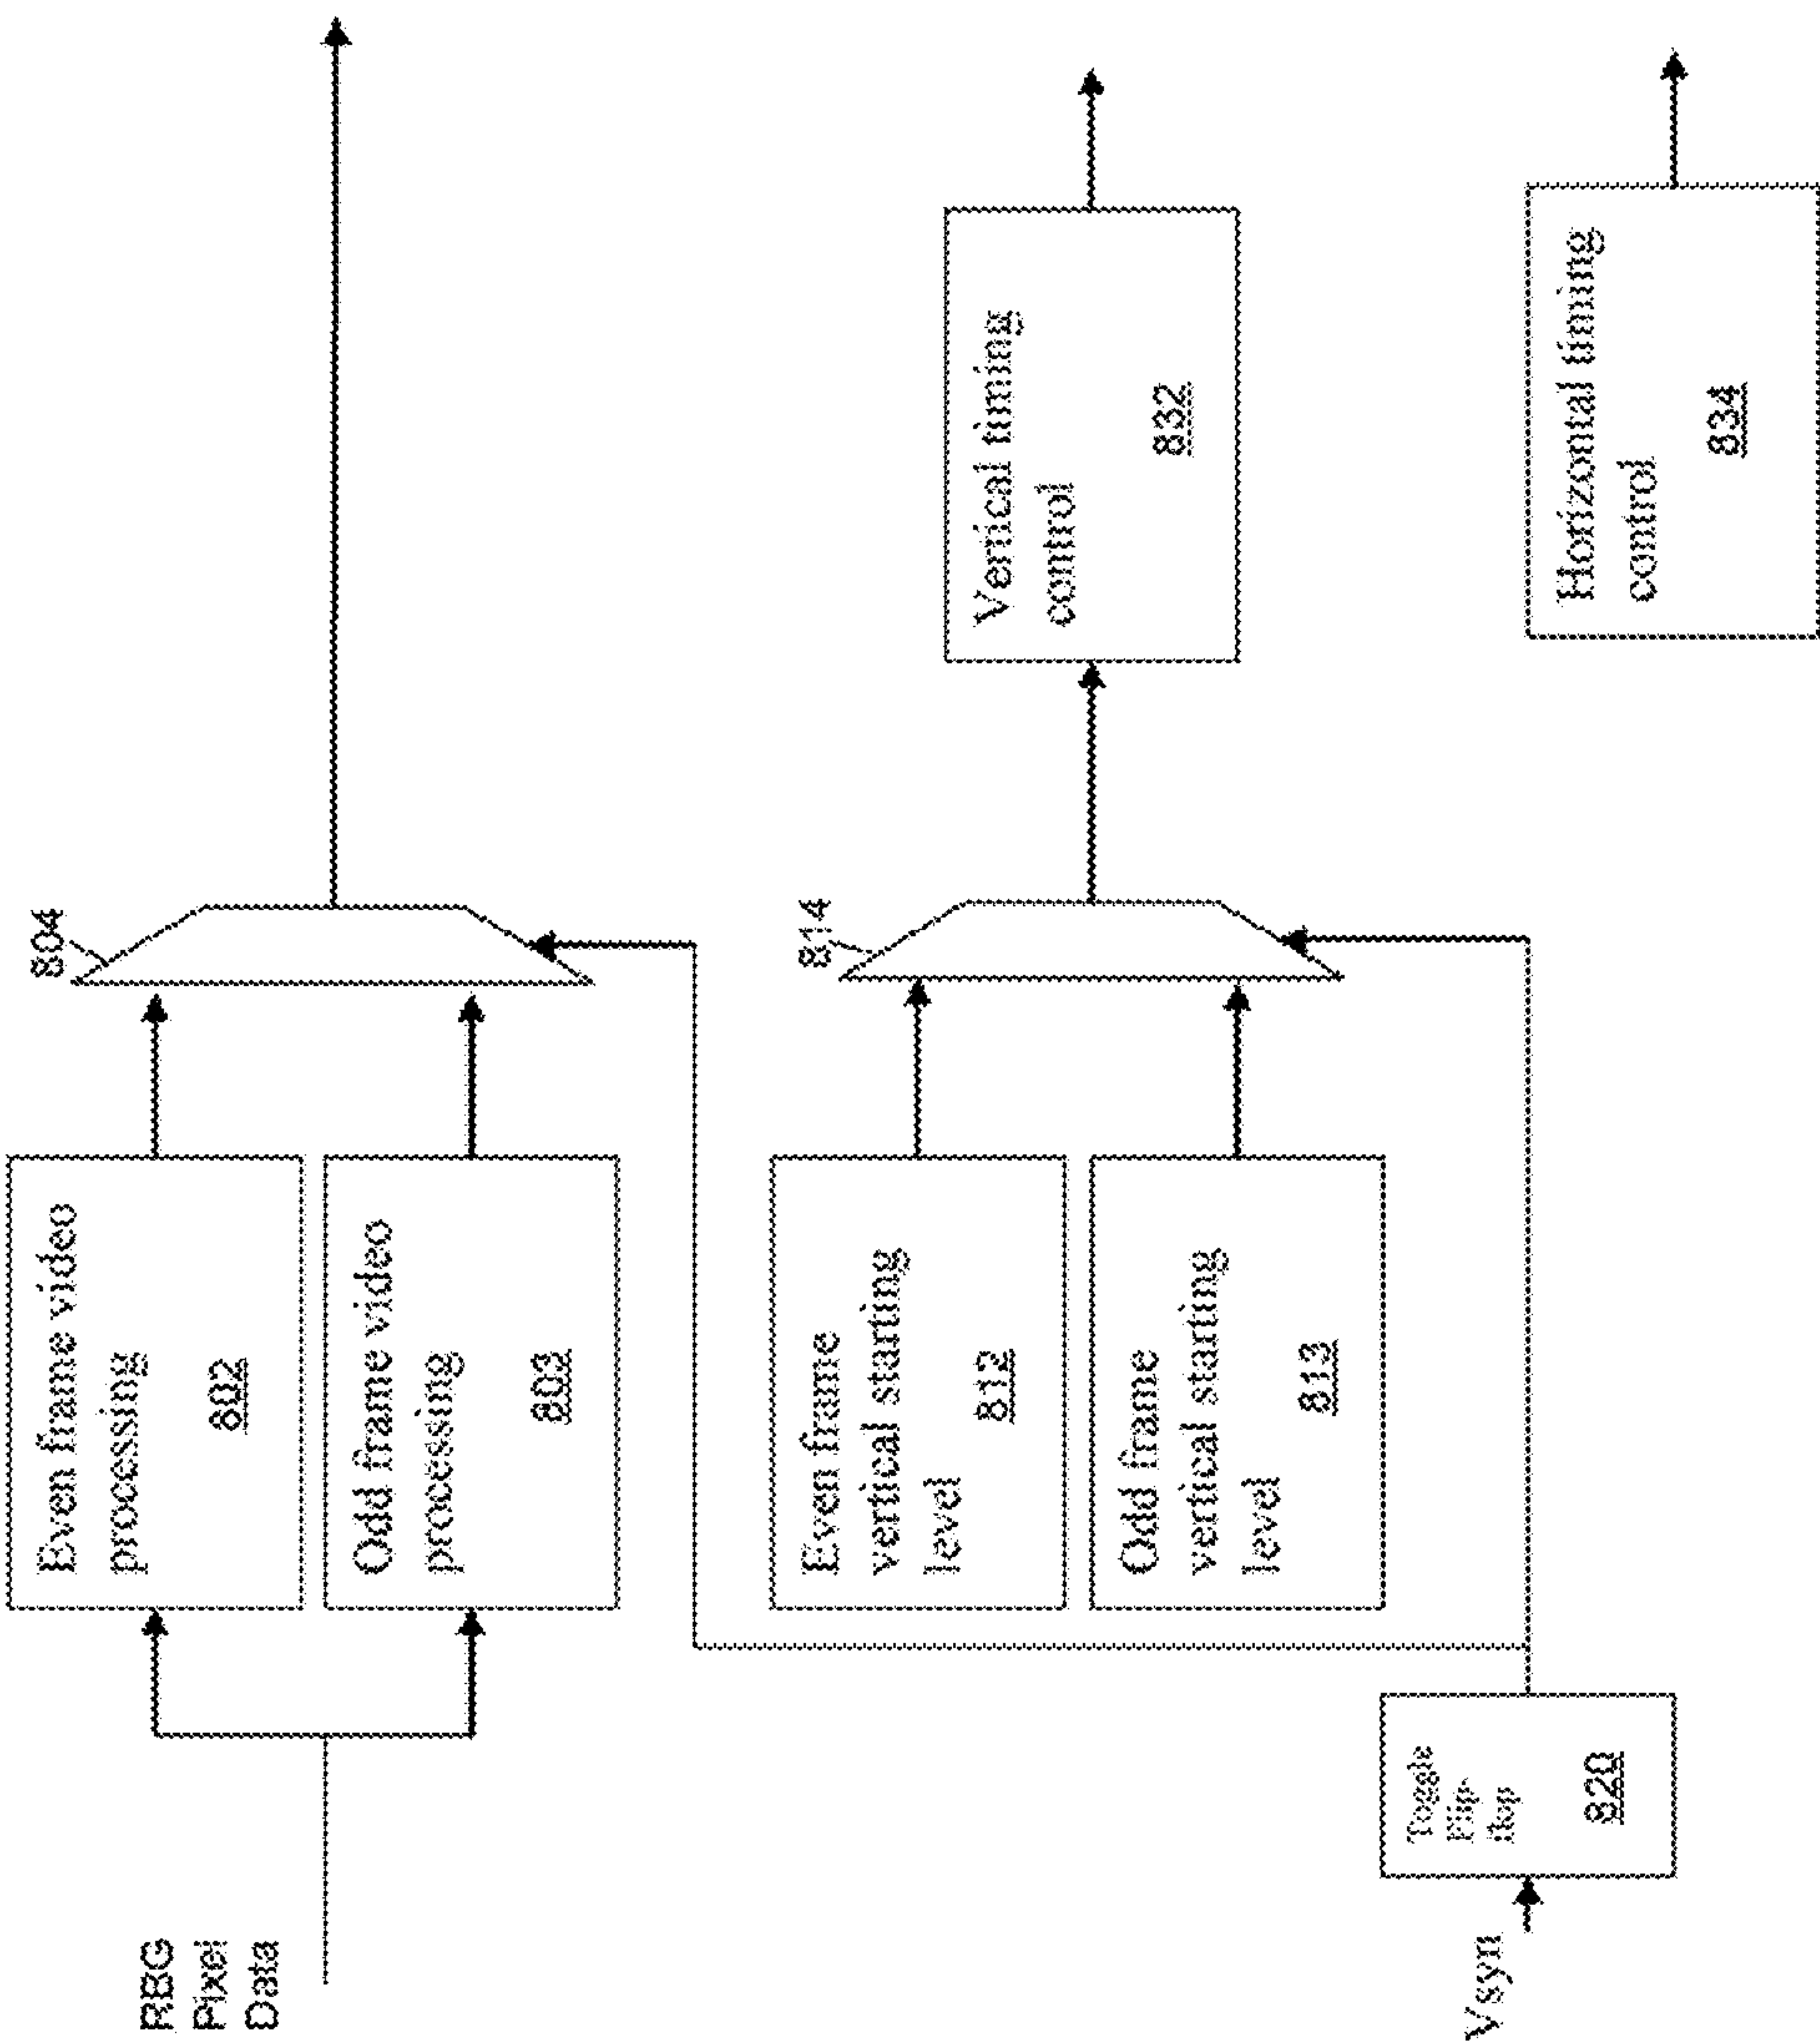 RBG
Pixel
Data
Even frame video
processing
802
Odd frame video
processing
803
804
Even frame
vertical starting
level
812
Odd frame
vertical starting
level
813
814
Vsyn
Toggle
Flip-
flop
820
Vertical timing
control
832
Horizontal timing
control
834